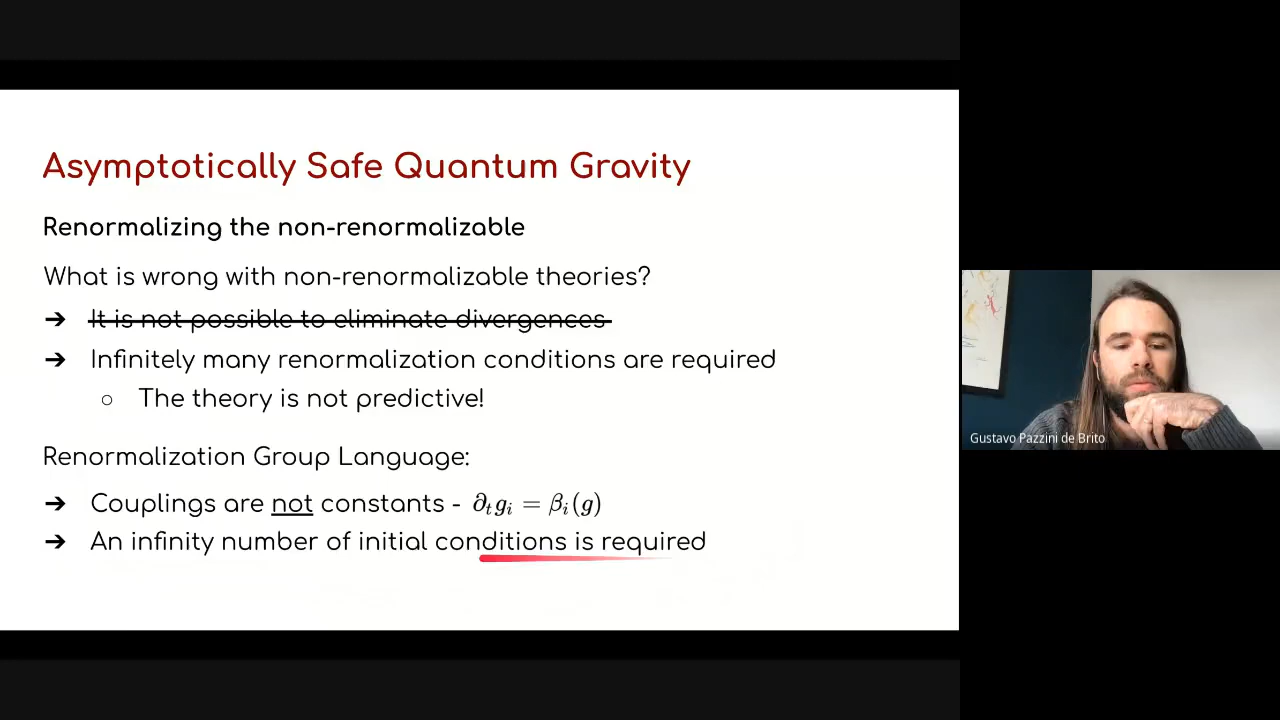 Asymptotically Safe Quantum Gravity
Renormalizing the non-renormalizable
What is wrong with non-renormalizable theories?
➔ It is not possible to eliminate divergences
➔ Infinitely many renormalization conditions are required
○ The theory is not predictive!
Renormalization Group Language:
➔ Couplings are not constants - ∂ₜgᵢ = βᵢ(g)
➔ An infinity number of initial conditions is required
Gustavo Pazzini de Brito